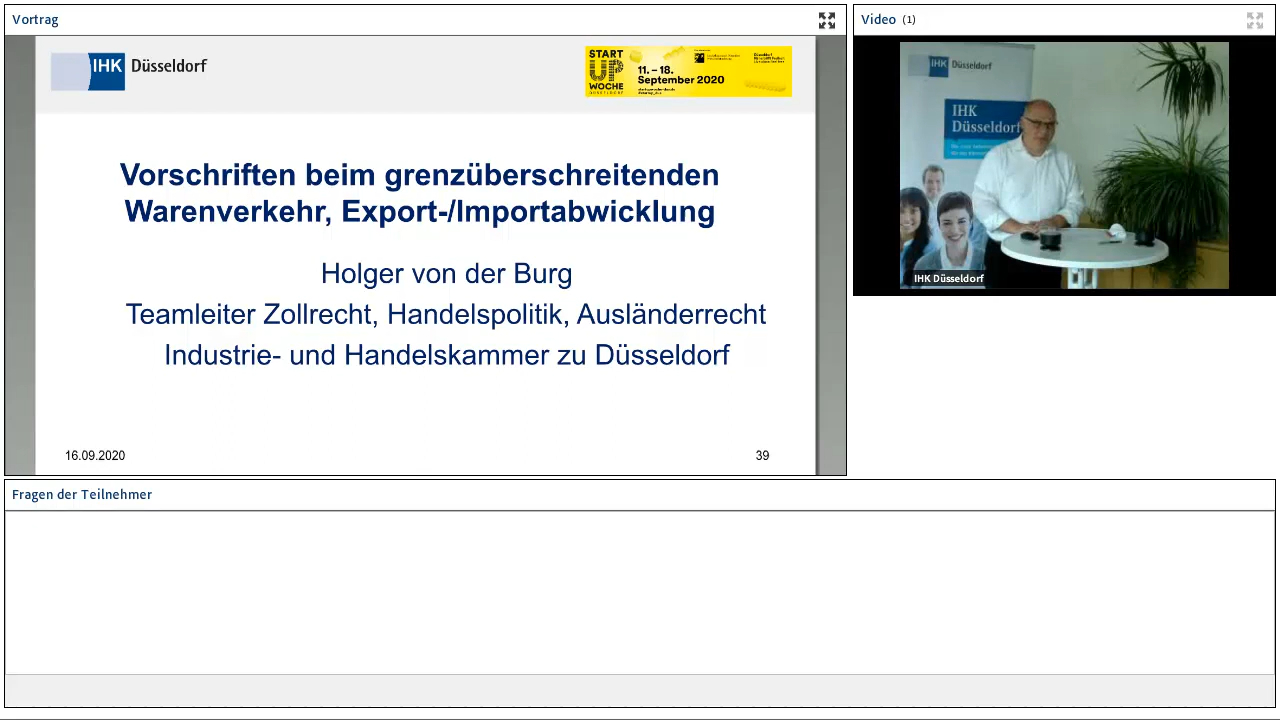 Vortrag
IHK Düsseldorf
START
UP
WOCHE
DÜSSELDORF
11. – 18.
September 2020
Vorschriften beim grenzüberschreitenden
Warenverkehr, Export-/Importabwicklung
Holger von der Burg
Teamleiter Zollrecht, Handelspolitik, Ausländerrecht
Industrie- und Handelskammer zu Düsseldorf
16.09.2020
39
Video (1)
IHK Düsseldorf
IHK
Düsseldorf
IHK Düsseldorf
Fragen der Teilnehmer